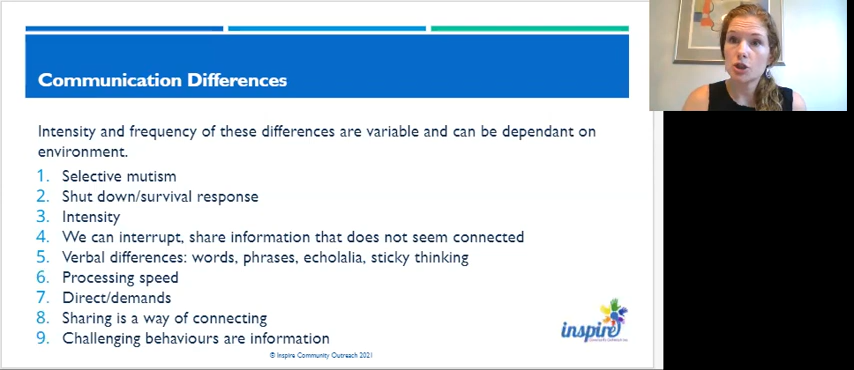 Communication Differences
Intensity and frequency of these differences are variable and can be dependant on
environment.
1. Selective mutism
2. Shut down/survival response
3. Intensity
4. We can interrupt, share information that does not seem connected
5. Verbal differences: words, phrases, echolalia, sticky thinking
6. Processing speed
7. Direct/demands
8. Sharing is a way of connecting
9. Challenging behaviours are information
inspire
© Inspire Community Outreach 2021